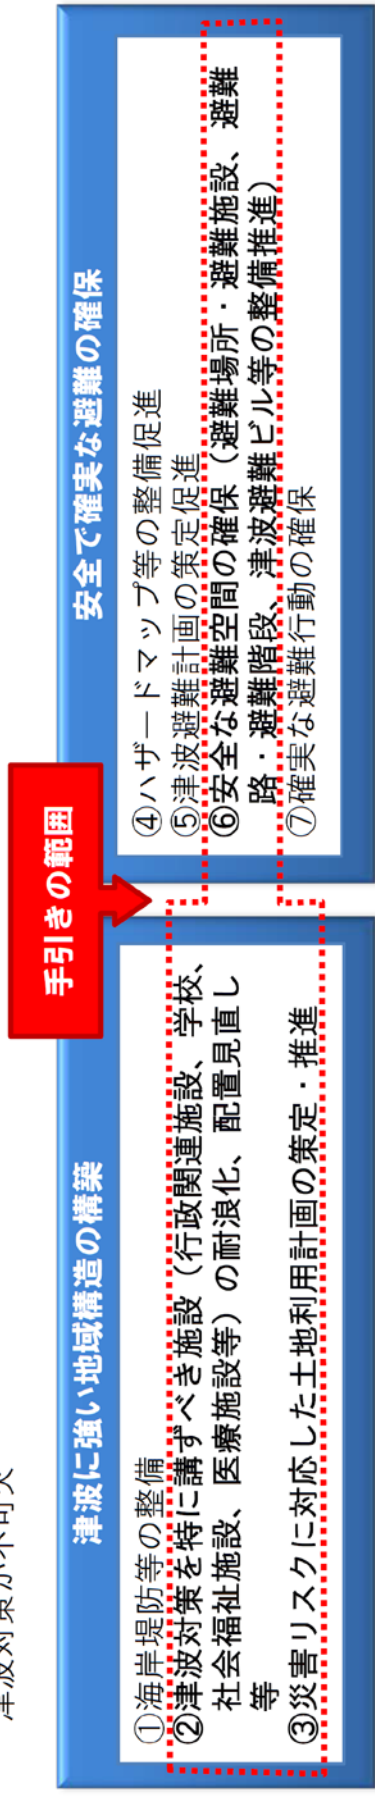 津波対策が不可欠
手引きの範囲
津波に強い地域構造の構築
①海岸堤防等の整備
②津波対策を特に講ずべき施設（行政関連施設、学校、
社会福祉施設、医療施設等）の耐浪化、配置見直し
等
③災害リスクに対応した土地利用計画の策定・推進
安全で確実な避難の確保
④ハザードマップ等の整備促進
⑤津波避難計画の策定促進
⑥安全な避難空間の確保（避難場所・避難施設、避難
路・避難階段、津波避難ビル等の整備推進）
⑦確実な避難行動の確保